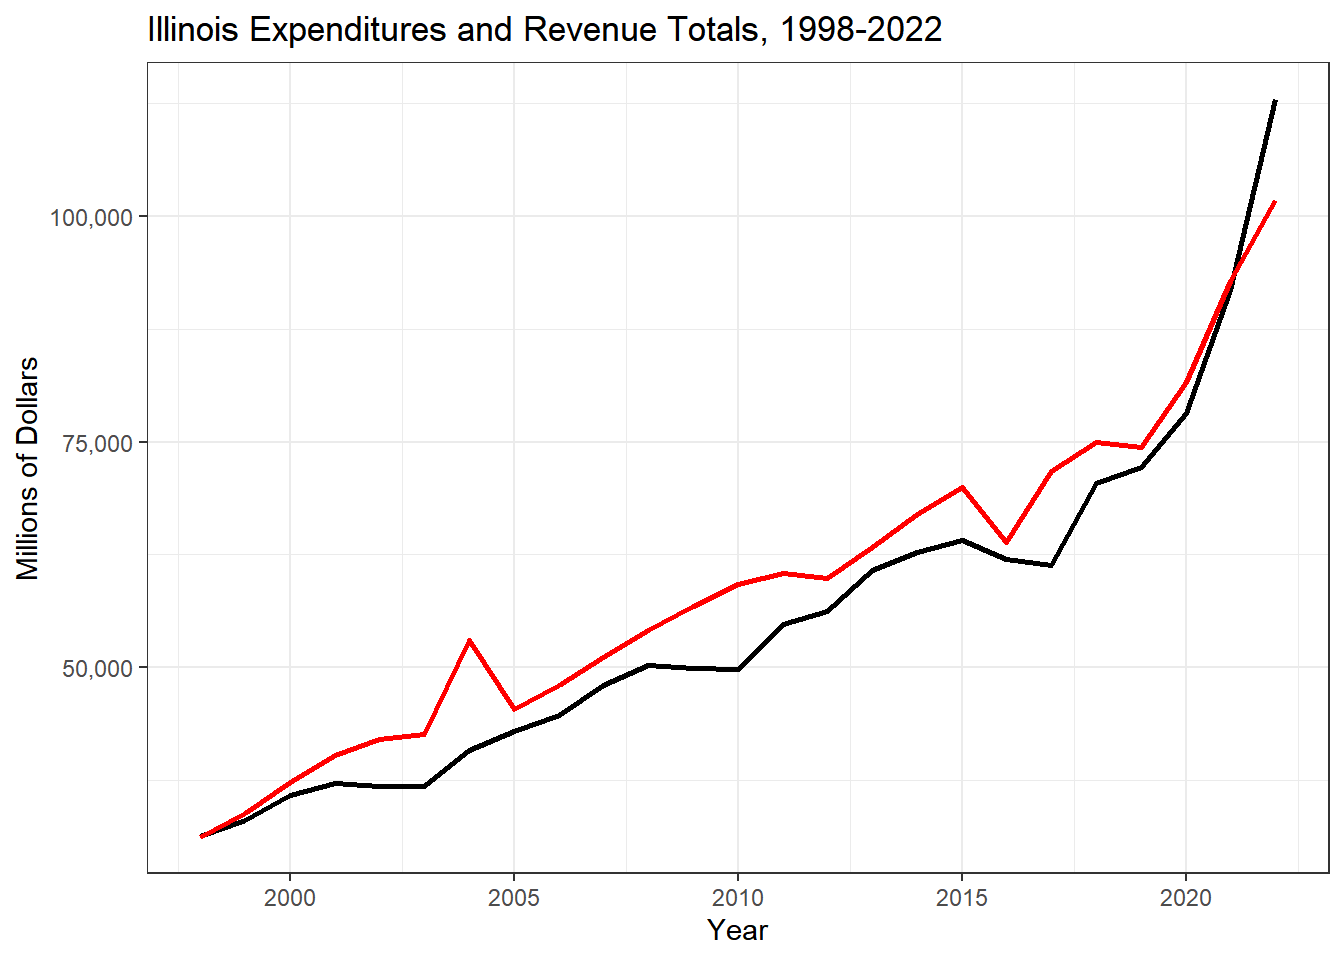 Illinois Expenditures and Revenue Totals, 1998-2022
100,000
75,000
50,000
Millions of Dollars
2000 2005 2010 2015 2020
Year